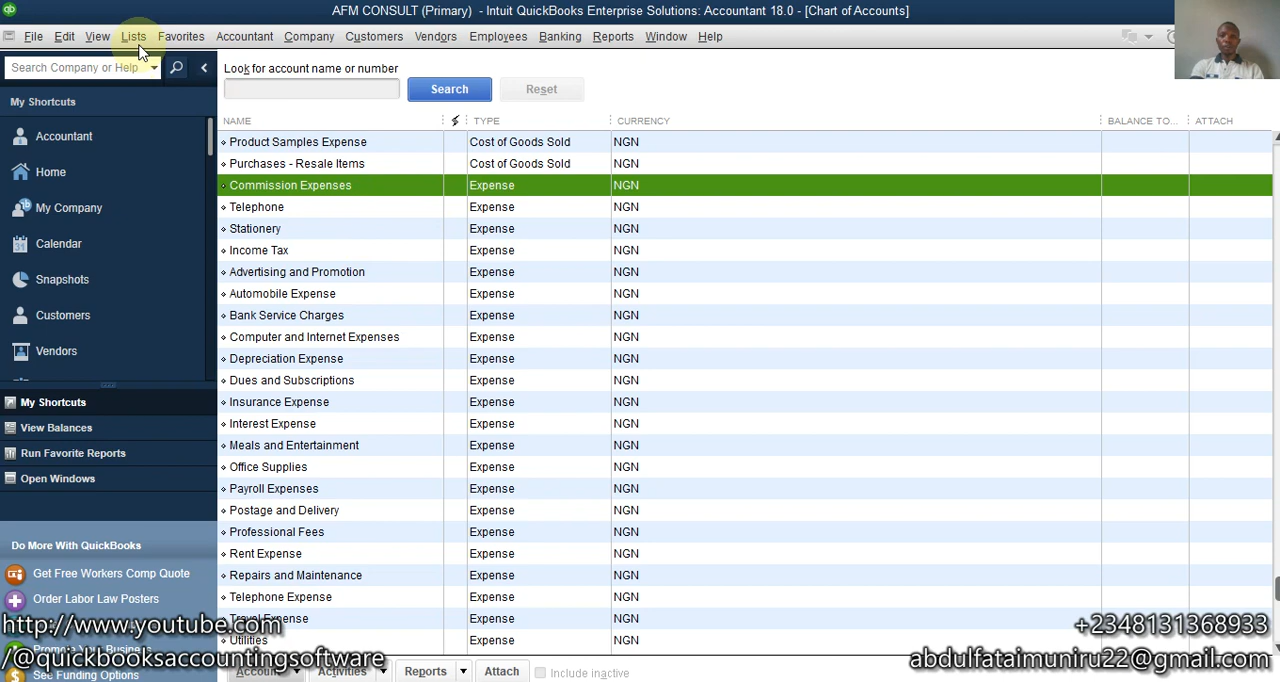 AFM CONSULT (Primary) - Intuit QuickBooks Enterprise Solutions: Accountant 18.0 - [Chart of Accounts]
File Edit View Lists Favorites Accountant Company Customers Vendors Employees Banking Reports Window Help
Search Company or Help
Look for account name or number
Search Reset
My Shortcuts
Accountant
Home
My Company
Calendar
Snapshots
Customers
Vendors
My Shortcuts
View Balances
Run Favorite Reports
Open Windows
Do More With QuickBooks
Get Free Workers Comp Quote
Order Labor Law Posters
See Funding Options
NAME TYPE CURRENCY BALANCE TO... ATTACH
Product Samples Expense Cost of Goods Sold NGN
Purchases - Resale Items Cost of Goods Sold NGN
Commission Expenses Expense NGN
Telephone Expense NGN
Stationery Expense NGN
Income Tax Expense NGN
Advertising and Promotion Expense NGN
Automobile Expense Expense NGN
Bank Service Charges Expense NGN
Computer and Internet Expenses Expense NGN
Depreciation Expense Expense NGN
Dues and Subscriptions Expense NGN
Insurance Expense Expense NGN
Interest Expense Expense NGN
Meals and Entertainment Expense NGN
Office Supplies Expense NGN
Payroll Expenses Expense NGN
Postage and Delivery Expense NGN
Professional Fees Expense NGN
Rent Expense Expense NGN
Repairs and Maintenance Expense NGN
Telephone Expense Expense NGN
Travel Expense Expense NGN
Utilities Expense NGN
Account Activities Reports Attach Include inactive
http://www.youtube.com
/@quickbooksaccountingsoftware
+2348131368933
abdulfataimuniru22@gmail.com